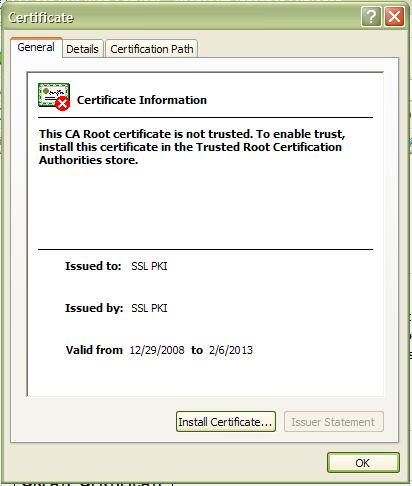 Certificate
General Details Certification Path
Certificate Information
This CA Root certificate is not trusted. To enable trust,
install this certificate in the Trusted Root Certification
Authorities store.
Issued to: SSL PKI
Issued by: SSL PKI
Valid from 12/29/2008 to 2/6/2013
Install Certificate... Issuer Statement
OK